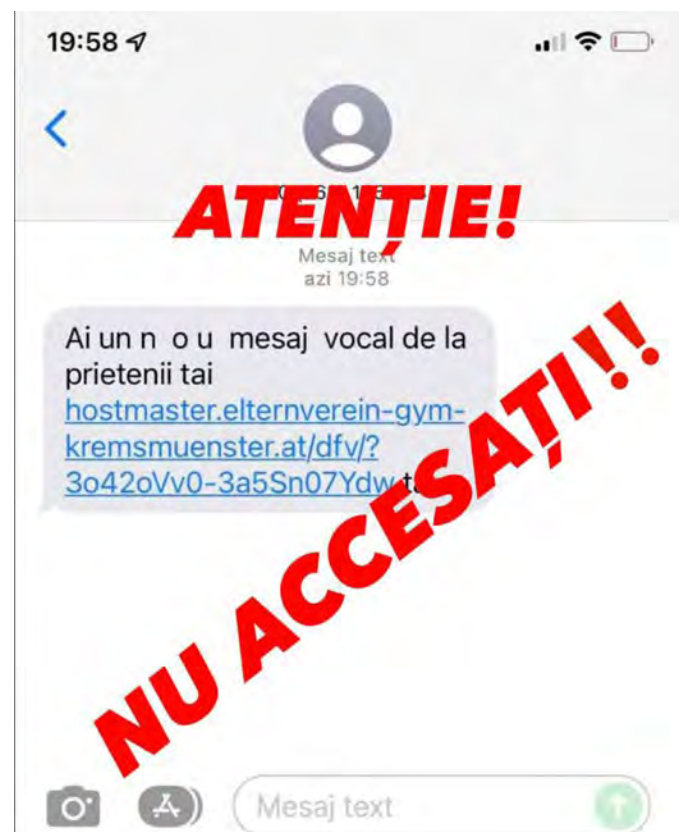 19:58
ATENȚIE!
Mesaj text
azi 19:58
Ai un n o u mesaj vocal de la
prietenii tai
hostmaster.elternverein-gym-
kremsmuenster.at/dfv/?
3o42oVv0-3a5Sn07Ydw
NU ACCESAȚI!!
Mesaj text